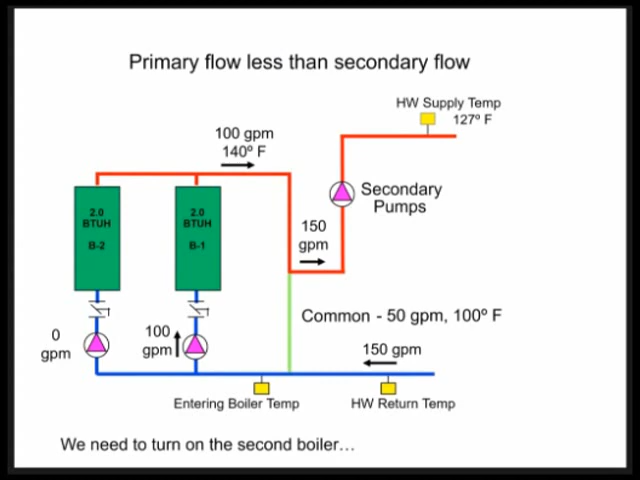 Primary flow less than secondary flow
HW Supply Temp
127º F
100 gpm
140º F
Secondary
Pumps
2.0
BTUH
B-2
2.0
BTUH
B-1
150
gpm
Common - 50 gpm, 100º F
0
gpm
100
gpm
150 gpm
Entering Boiler Temp
HW Return Temp
We need to turn on the second boiler…